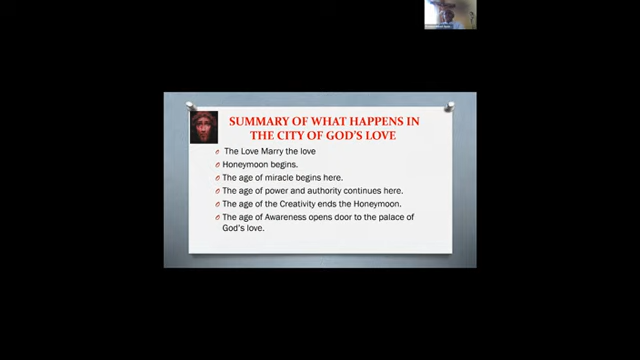 SUMMARY OF WHAT HAPPENS IN
THE CITY OF GOD'S LOVE
The Love Marry the love
Honeymoon begins.
The age of miracle begins here.
The age of power and authority continues here.
The age of the Creativity ends the Honeymoon.
The age of Awareness opens door to the palace of
God's love.